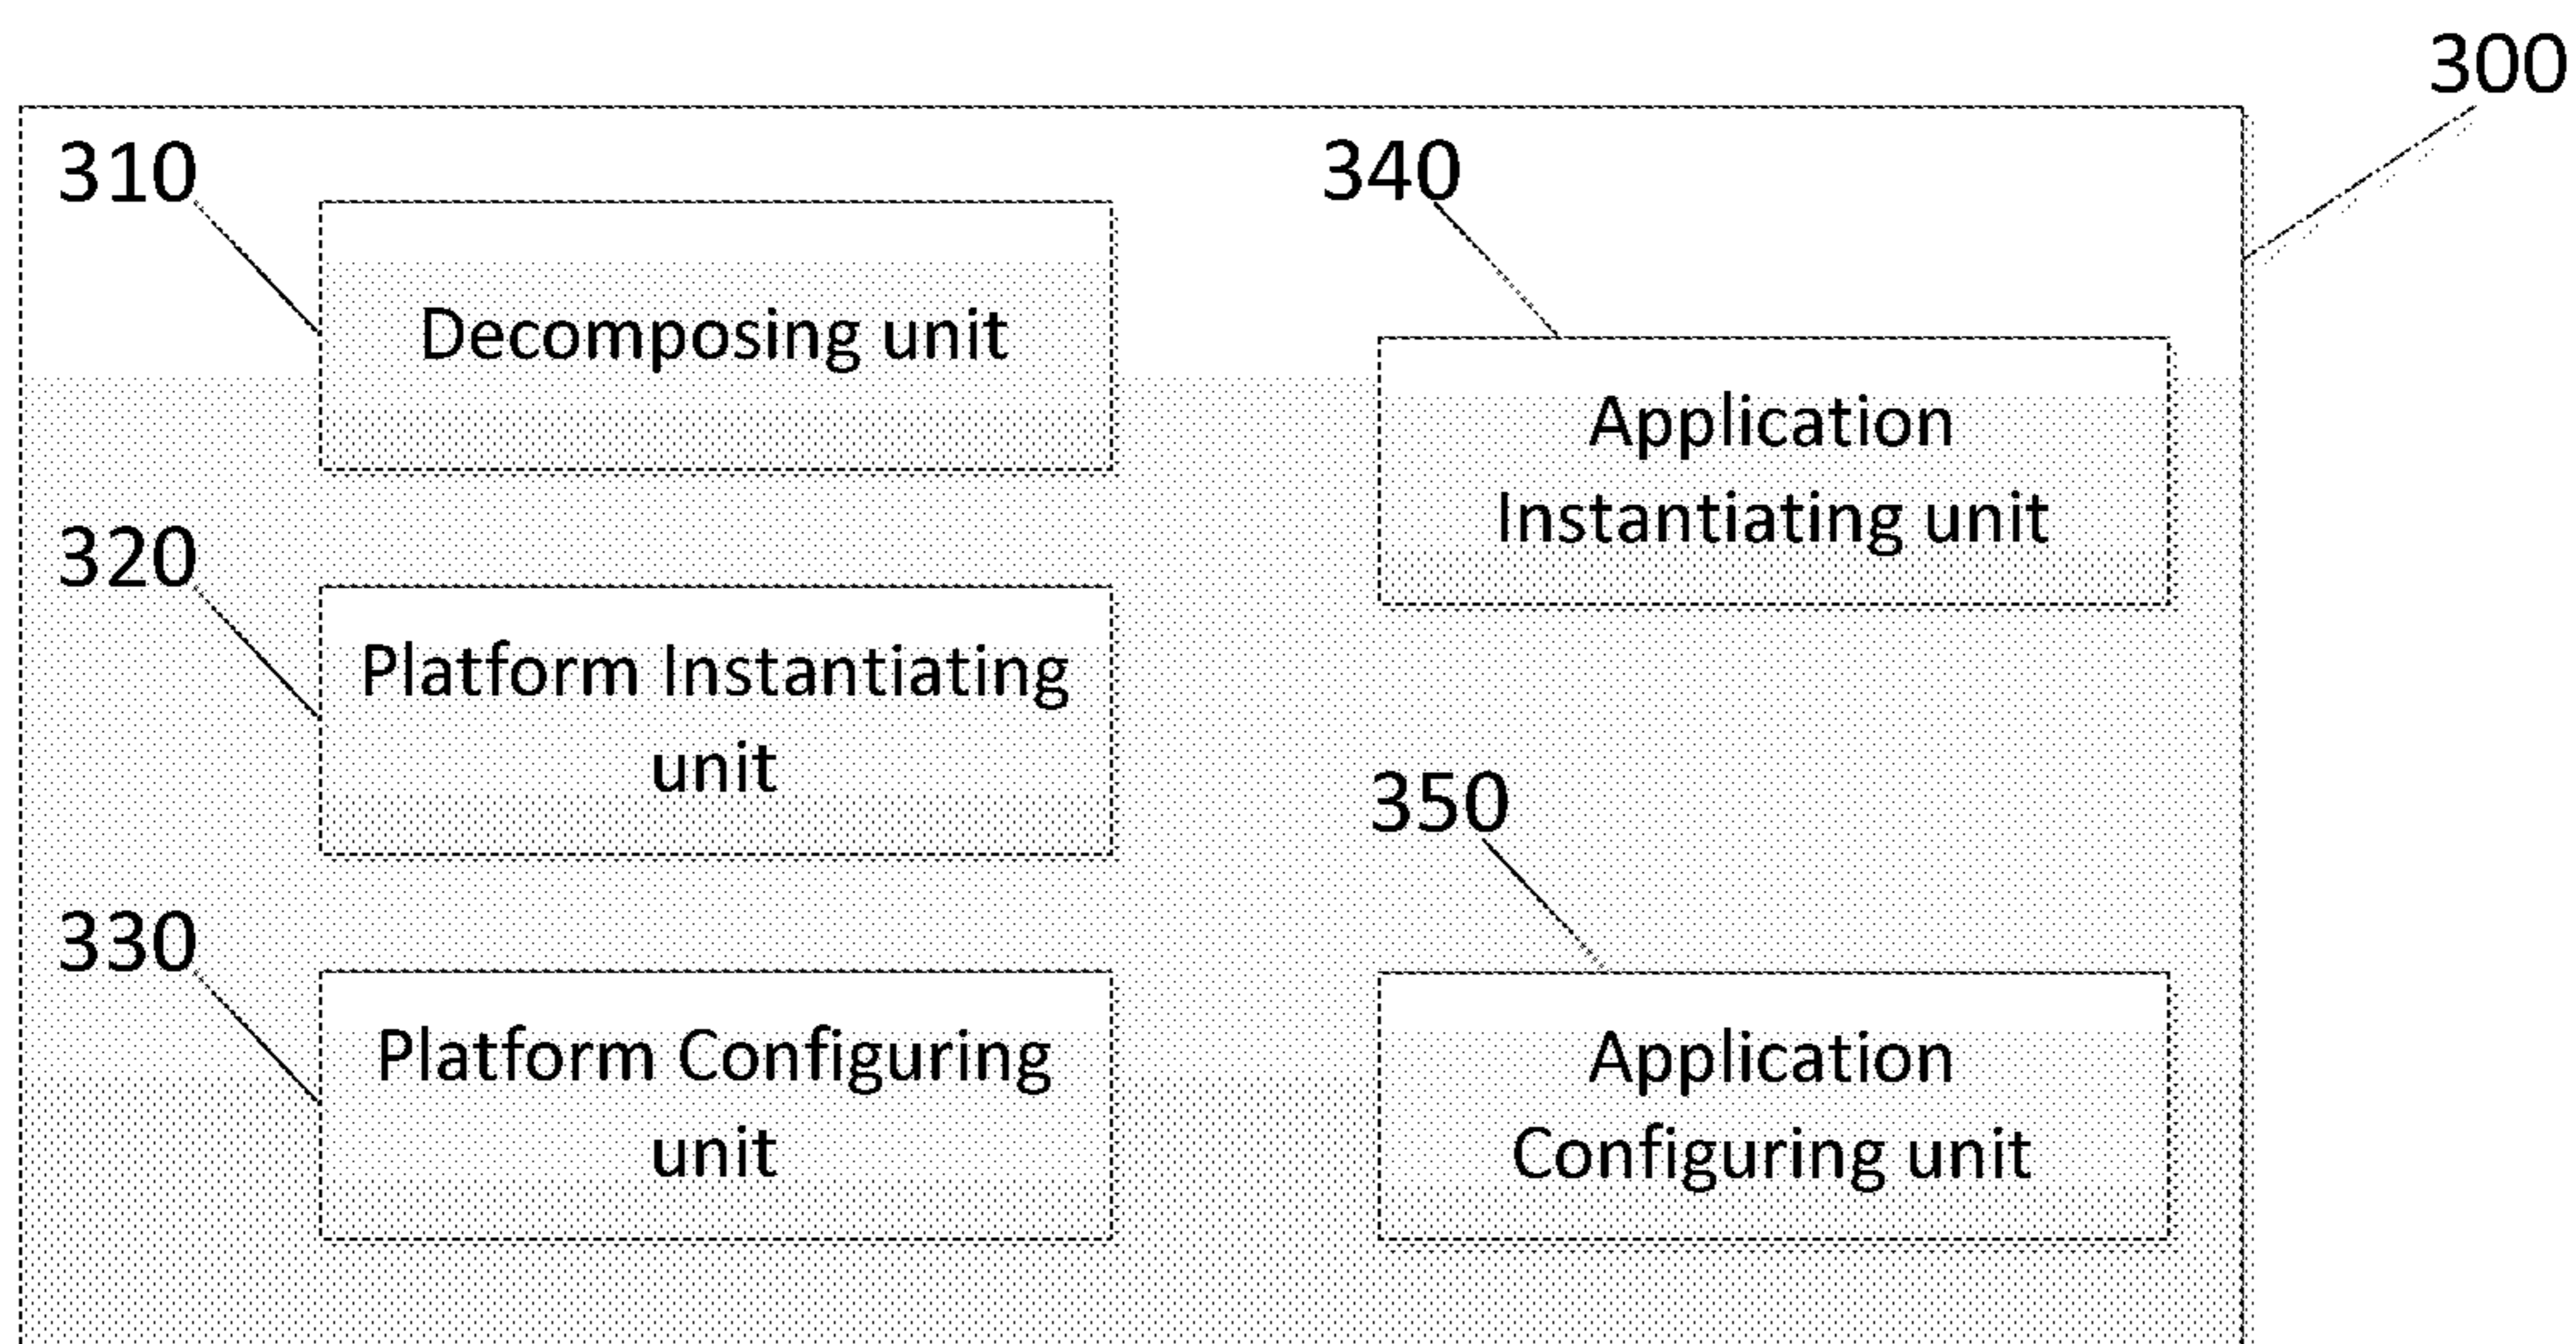 300
310
Decomposing unit
320
Platform Instantiating
unit
330
Platform Configuring
unit
340
Application
Instantiating unit
350
Application
Configuring unit